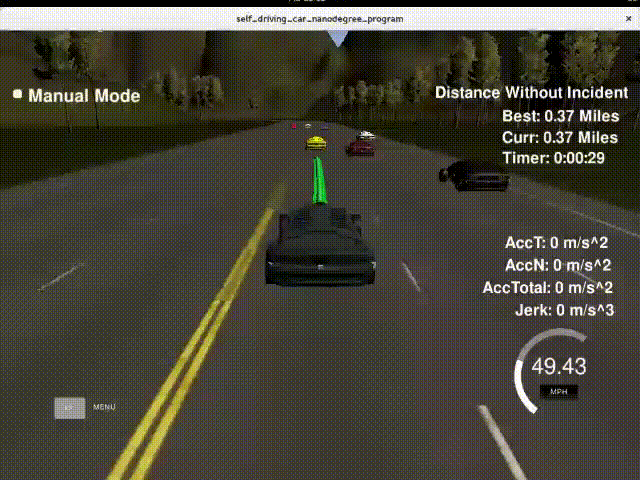 self_driving_car_nanodegree_program
Manual Mode
Distance Without Incident
Best: 0.37 Miles
Curr: 0.37 Miles
Timer: 0:00:29
AccT: 0 m/s^2
AccN: 0 m/s^2
AccTotal: 0 m/s^2
Jerk: 0 m/s^3
49.43
MPH
MENU